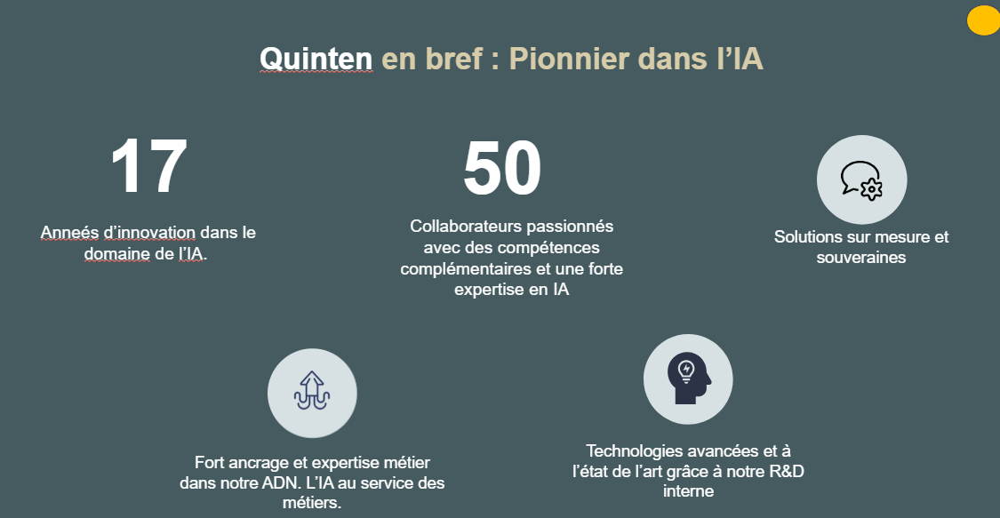 Quinten en bref : Pionnier dans l’IA
17
Anneés d’innovation dans le
domaine de l’IA.
50
Collaborateurs passionnés
avec des compétences
complémentaires et une forte
expertise en IA
Solutions sur mesure et
souveraines
Fort ancrage et expertise métier
dans notre ADN. L’IA au service des
métiers.
Technologies avancées et à
l’état de l’art grâce à notre R&D
interne